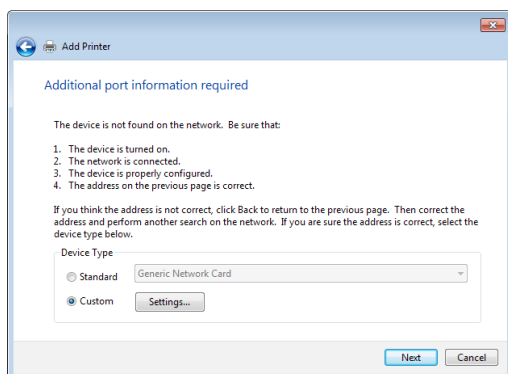 Add Printer
Additional port information required
The device is not found on the network. Be sure that:
1. The device is turned on.
2. The network is connected.
3. The device is properly configured.
4. The address on the previous page is correct.
If you think the address is not correct, click Back to return to the previous page. Then correct the
address and perform another search on the network. If you are sure the address is correct, select the
device type below.
Device Type
Standard
Generic Network Card
Custom
Settings...
Next
Cancel